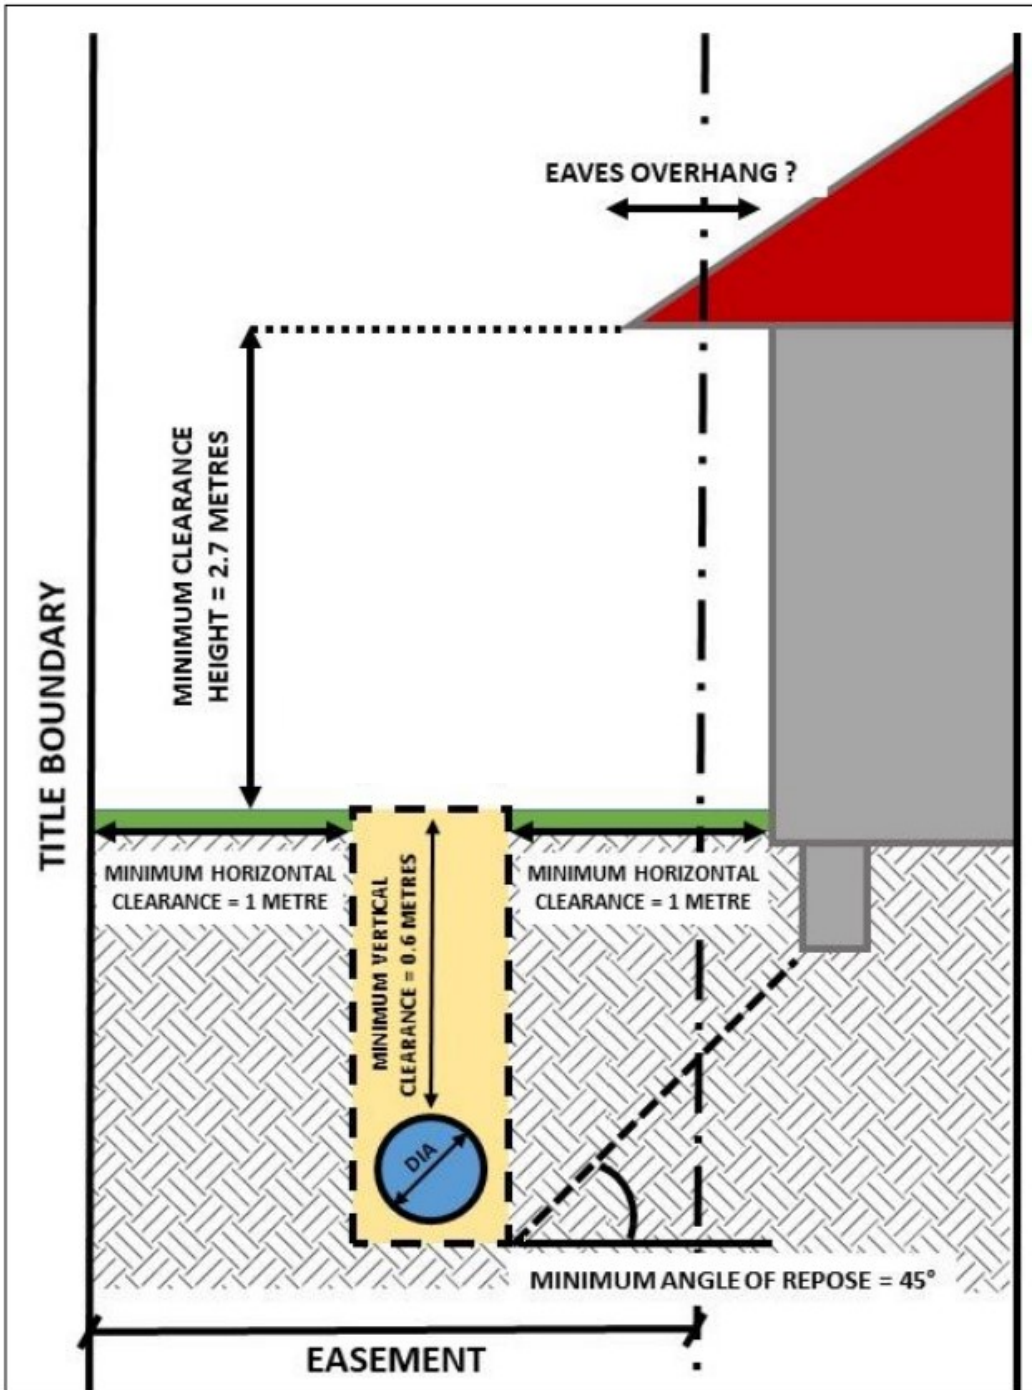 EAVES OVERHANG ?
MINIMUM CLEARANCE
HEIGHT = 2.7 METRES
TITLE BOUNDARY
MINIMUM HORIZONTAL
CLEARANCE = 1 METRE
MINIMUM VERTICAL
CLEARANCE = 0.6 METRES
MINIMUM HORIZONTAL
CLEARANCE = 1 METRE
DIA
MINIMUM ANGLE OF REPOSE = 45°
EASEMENT